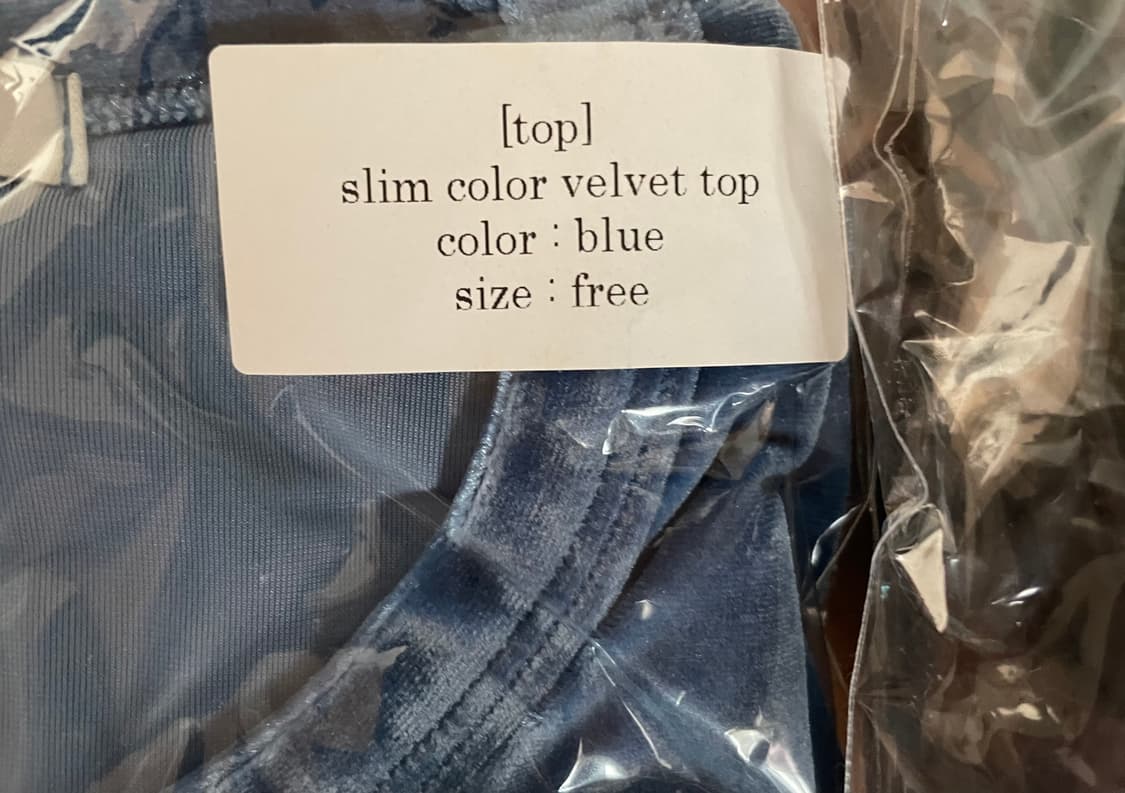 [top]
slim color velvet top
color : blue
size : free